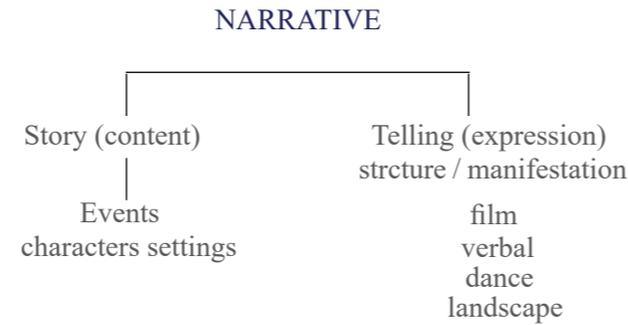 NARRATIVE
Story (content)
Events
characters settings
Telling (expression)
strcture / manifestation
film
verbal
dance
landscape